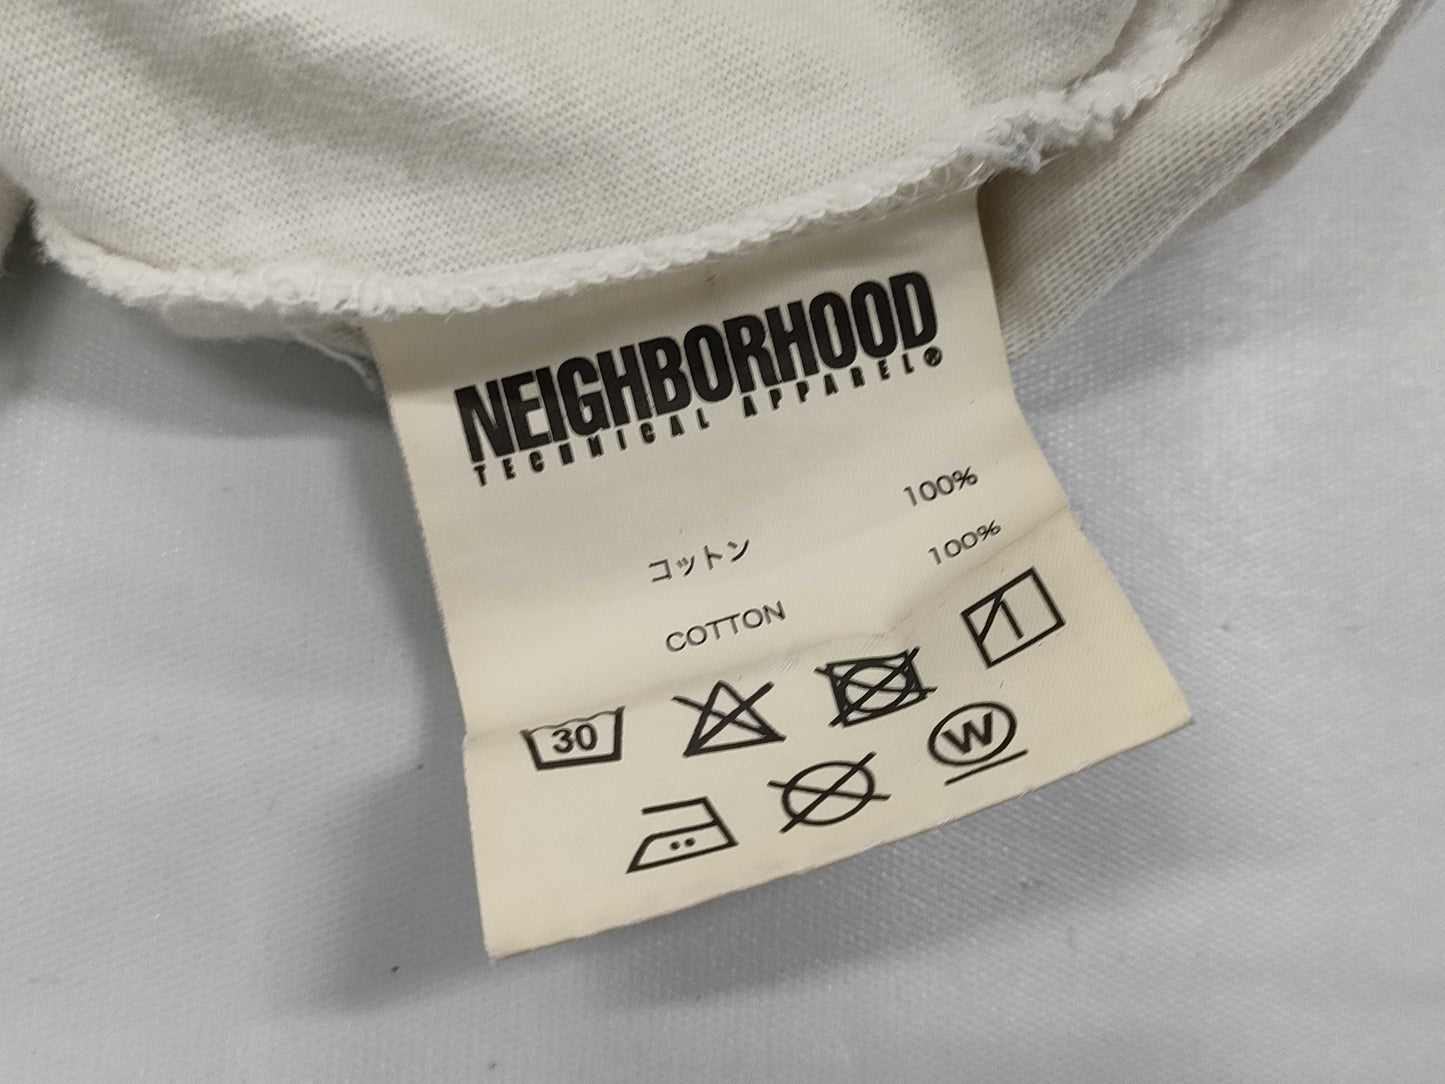 NEIGHBORHOOD
TECHNICAL APPAREL®
コットン 100%
COTTON 100%
30
W